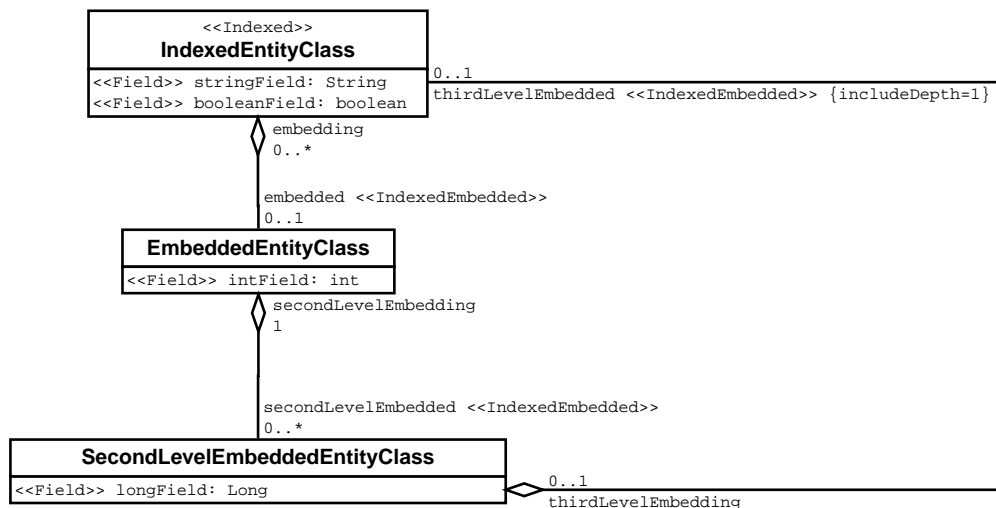 <<Indexed>>
IndexedEntityClass
<<Field>> stringField: String
<<Field>> booleanField: boolean
0..1
thirdLevelEmbedded <<IndexedEmbedded>> {includeDepth=1}
embedding
0..*
embedded <<IndexedEmbedded>>
0..1
EmbeddedEntityClass
<<Field>> intField: int
secondLevelEmbedding
1
secondLevelEmbedded <<IndexedEmbedded>>
0..*
SecondLevelEmbeddedEntityClass
<<Field>> longField: Long
0..1
thirdLevelEmbedding